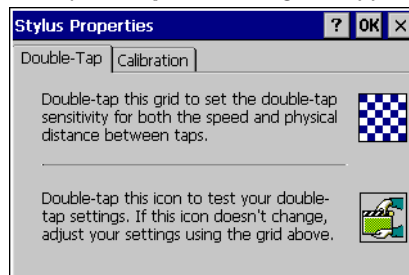 Stylus Properties ? OK ×
Double-Tap Calibration
Double-tap this grid to set the double-tap
sensitivity for both the speed and physical
distance between taps.
Double-tap this icon to test your double-
tap settings. If this icon doesn't change,
adjust your settings using the grid above.